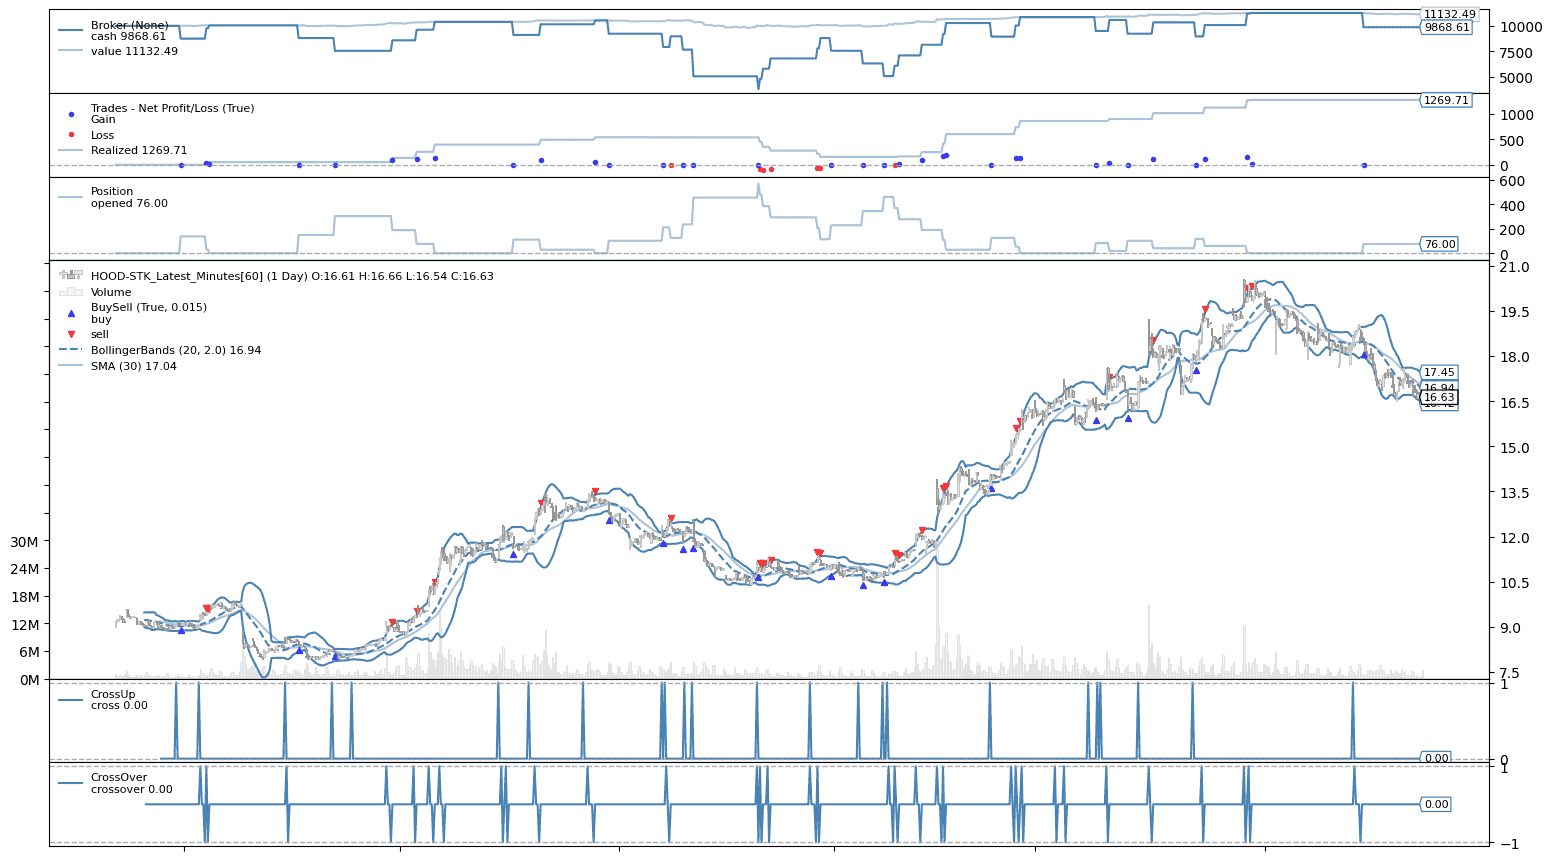 Broker (None)
cash 9868.61
value 11132.49
11132.49
9868.61
10000
7500
5000
Trades - Net Profit/Loss (True)
Gain
Loss
Realized 1269.71
1269.71
1000
500
0
Position
opened 76.00
600
400
200
0
76.00
HOOD-STK_Latest_Minutes[60] (1 Day) O:16.61 H:16.66 L:16.54 C:16.63
Volume
BuySell (True, 0.015)
buy
sell
BollingerBands (20, 2.0) 16.94
SMA (30) 17.04
21.0
19.5
18.0
17.45
16.94
16.63
16.5
15.0
13.5
12.0
10.5
9.0
7.5
30M
24M
18M
12M
6M
0M
CrossUp
cross 0.00
1
0.00
0
CrossOver
crossover 0.00
1
0.00
−1